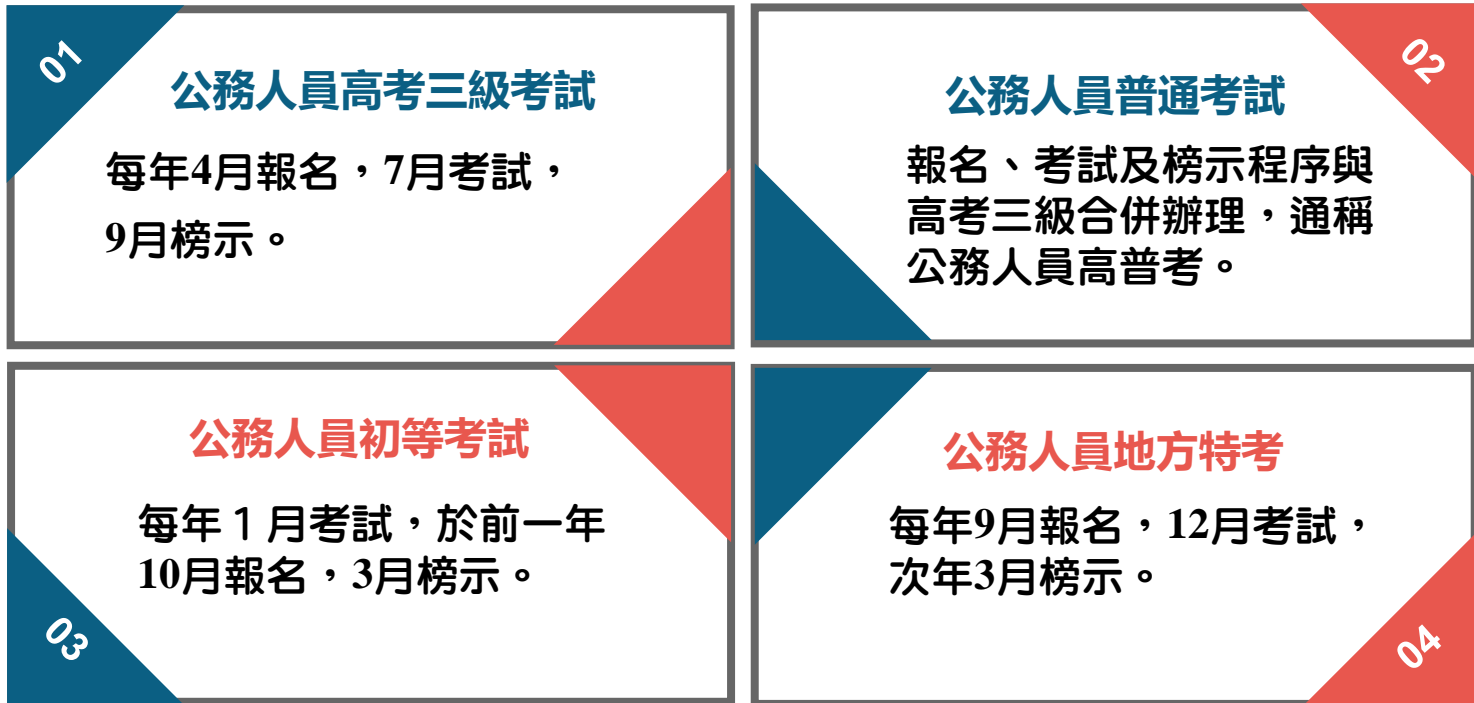 01
公務人員高考三級考試
每年4月報名，7月考試，
9月榜示。
02
公務人員普通考試
報名、考試及榜示程序與
高考三級合併辦理，通稱
公務人員高普考。
公務人員初等考試
每年１月考試，於前一年
10月報名，3月榜示。
03
公務人員地方特考
每年9月報名，12月考試，
次年3月榜示。
04